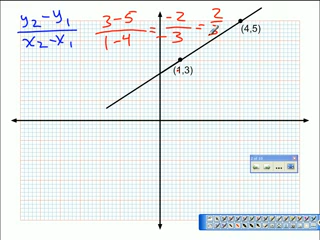 y₂-y₁ / x₂-x₁   3-5 / 1-4 = -2 / -3 = 2 / 3
(4,5)
(1,3)